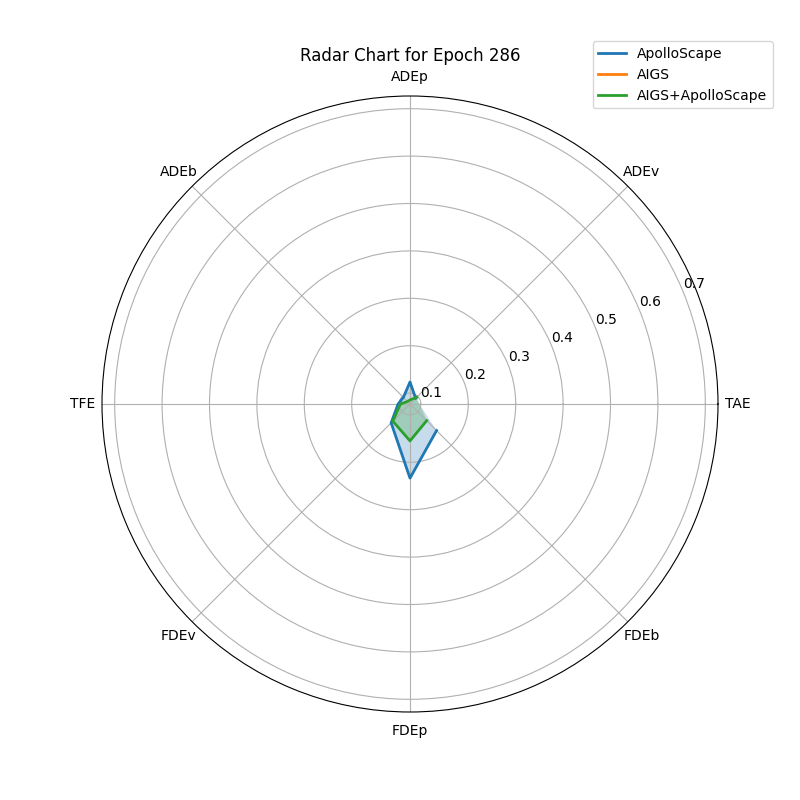 Radar Chart for Epoch 286
ApolloScape
AIGS
AIGS+ApolloScape
ADEp
ADEb
ADEv
0.7
0.6
0.5
0.4
0.3
0.2
0.1
TFE
TAE
FDEv
FDEb
FDEp